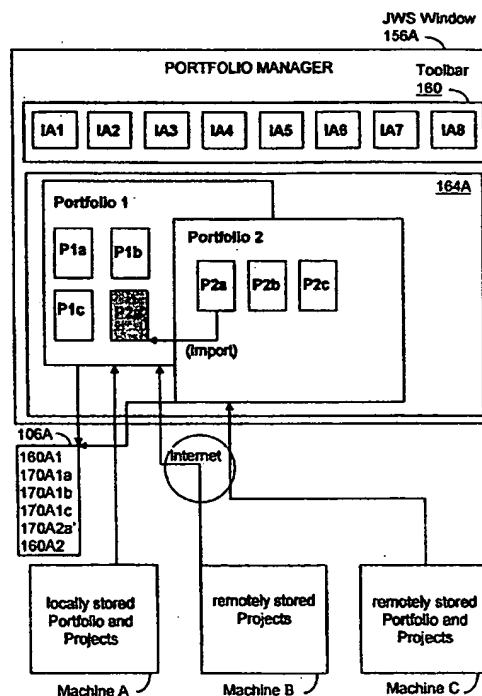 JWS Window
156A
PORTFOLIO MANAGER
Toolbar
160
IA1 IA2 IA3 IA4 IA5 IA6 IA7 IA8
164A
Portfolio 1
P1a P1b
Portfolio 2
P2a P2b P2c
P1c
(import)
106A
160A1
170A1a
170A1b
170A1c
170A2a'
160A2
Internet
locally stored
Portfolio and
Projects
remotely stored
Projects
remotely stored
Portfolio and
Projects
Machine A
Machine B
Machine C